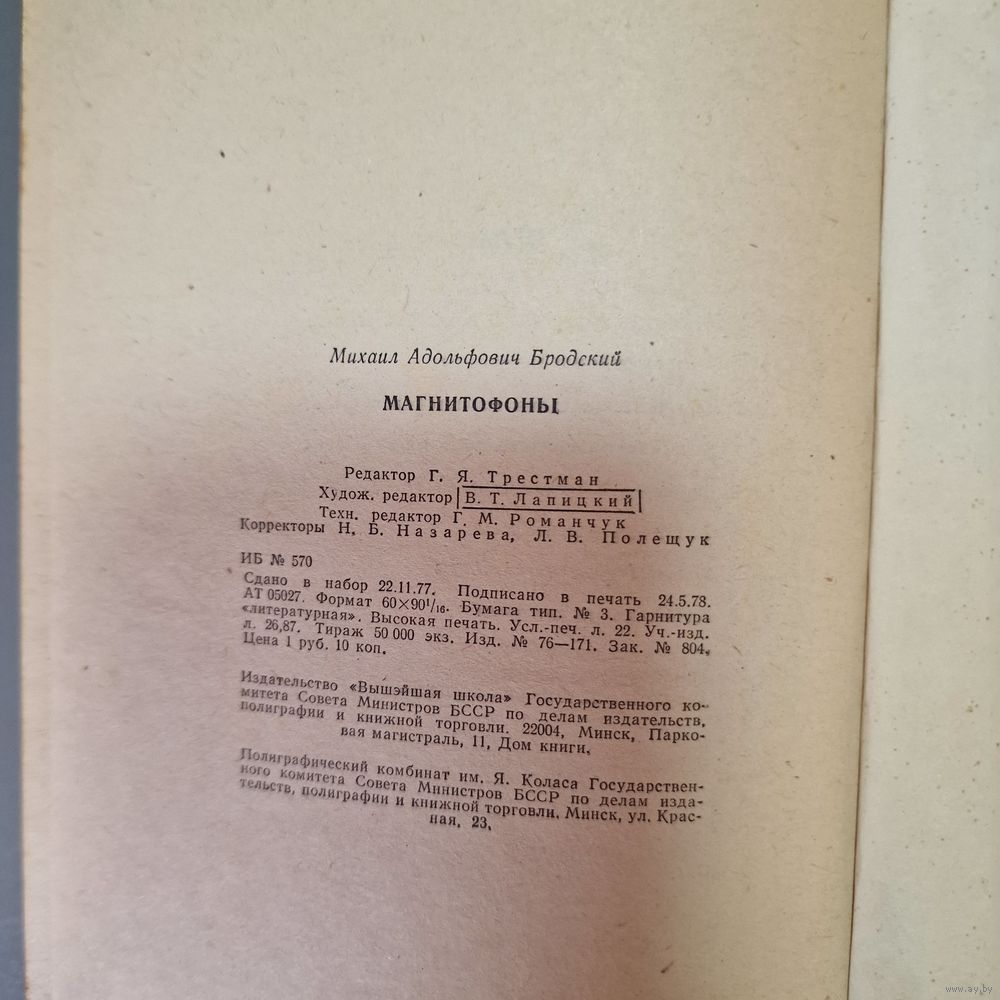 Михаил Адольфович Бродский
МАГНИТОФОНЫ
Редактор Г. Я. Трестман
Худож. редактор В. Т. Лапицкий
Техн. редактор Г. М. Романчук
Корректоры Н. Б. Назарева, Л. В. Полещук
ИБ № 570
Сдано в набор 22.11.77. Подписано в печать 24.5.78.
АТ 05027. Формат 60×90¹/₁₆. Бумага тип. № 3. Гарнитура
«литературная». Высокая печать. Усл.-печ. л. 22. Уч.-изд.
л. 26,87. Тираж 50 000 экз. Изд. № 76—171. Зак. № 804.
Цена 1 руб. 10 коп.
Издательство «Вышэйшая школа» Государственного ко-
митета Совета Министров БССР по делам издательств,
полиграфии и книжной торговли. 22004, Минск, Парко-
вая магистраль, 11, Дом книги.
Полиграфический комбинат им. Я. Коласа Государствен-
ного комитета Совета Министров БССР по делам изда-
тельств, полиграфии и книжной торговли. Минск, ул. Крас-
ная, 23.
www.ay.by